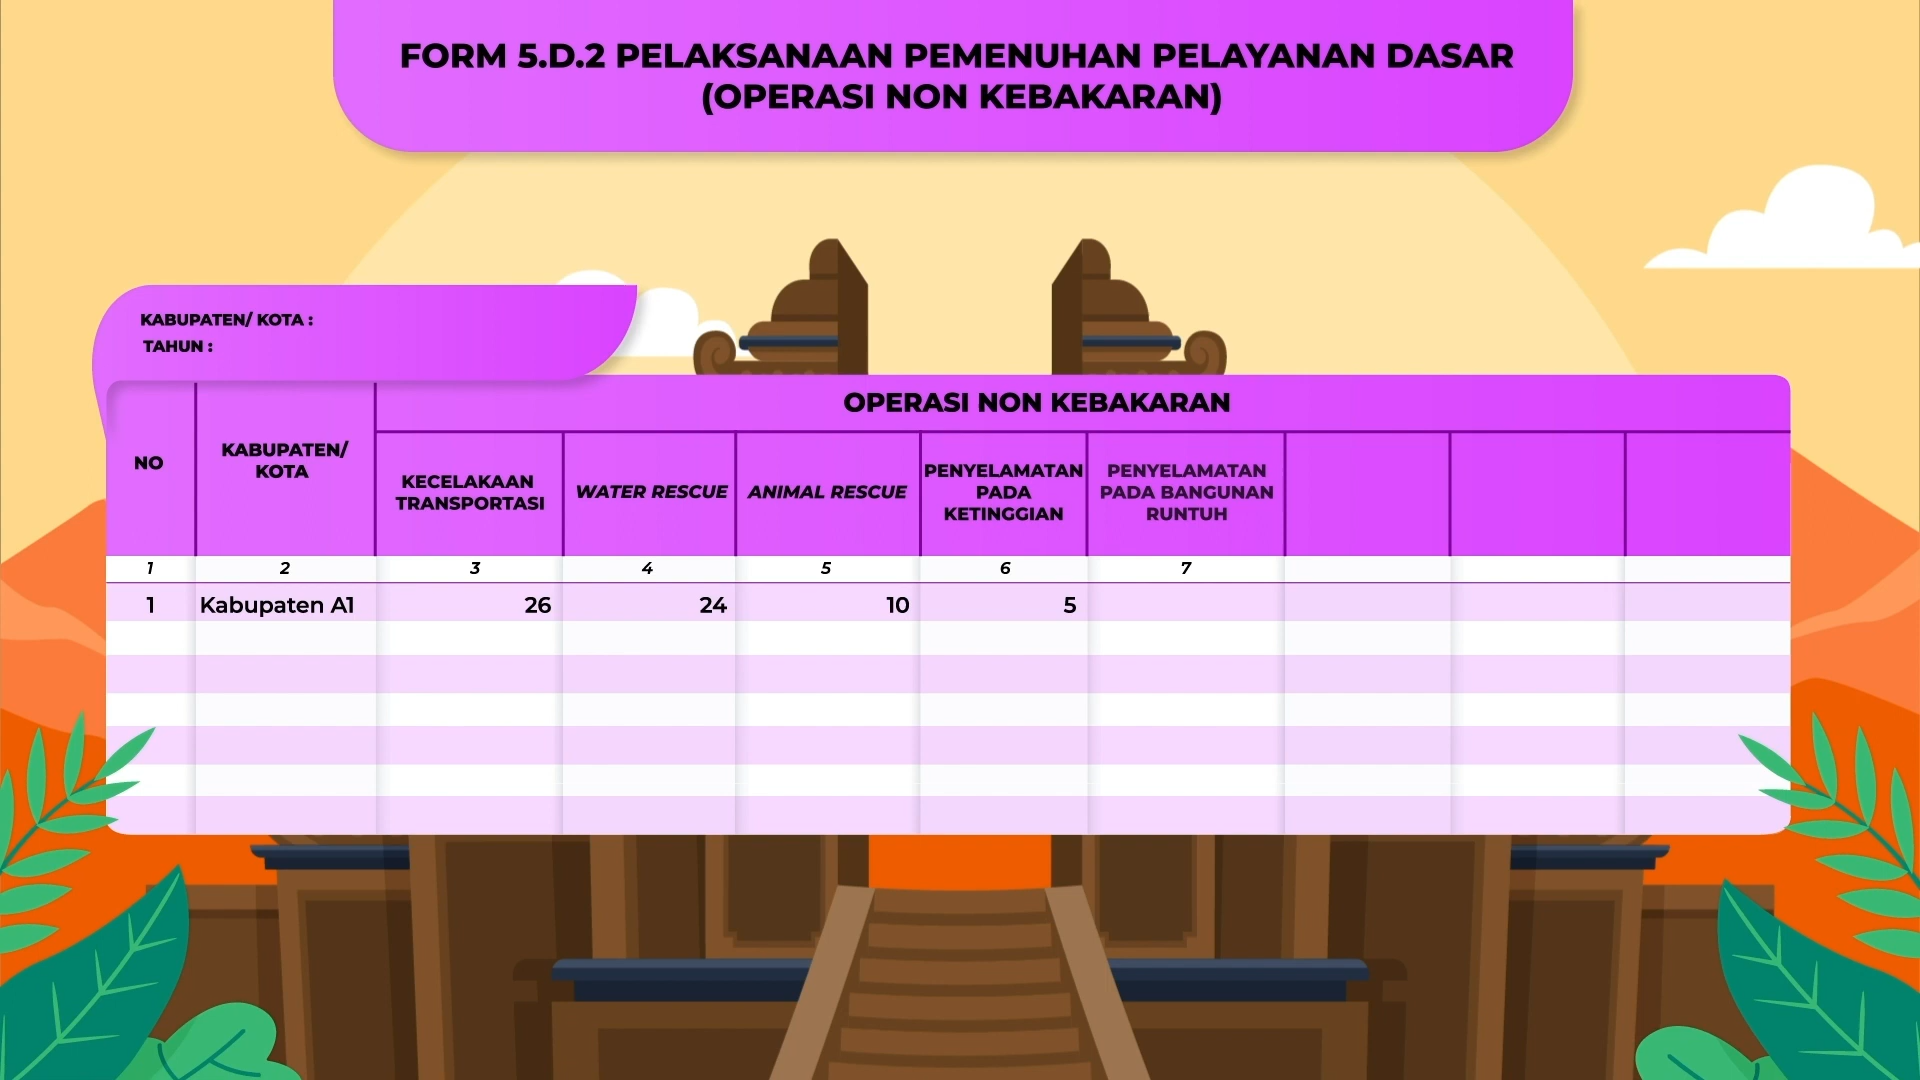 FORM 5.D.2 PELAKSANAAN PEMENUHAN PELAYANAN DASAR
(OPERASI NON KEBAKARAN)
KABUPATEN/ KOTA :
TAHUN :
OPERASI NON KEBAKARAN
NO
KABUPATEN/
KOTA
KECELAKAAN
TRANSPORTASI
WATER RESCUE
ANIMAL RESCUE
PENYELAMATAN
PADA
KETINGGIAN
PENYELAMATAN
PADA BANGUNAN
RUNTUH
1 2 3 4 5 6 7
1 Kabupaten A1 26 24 10 5